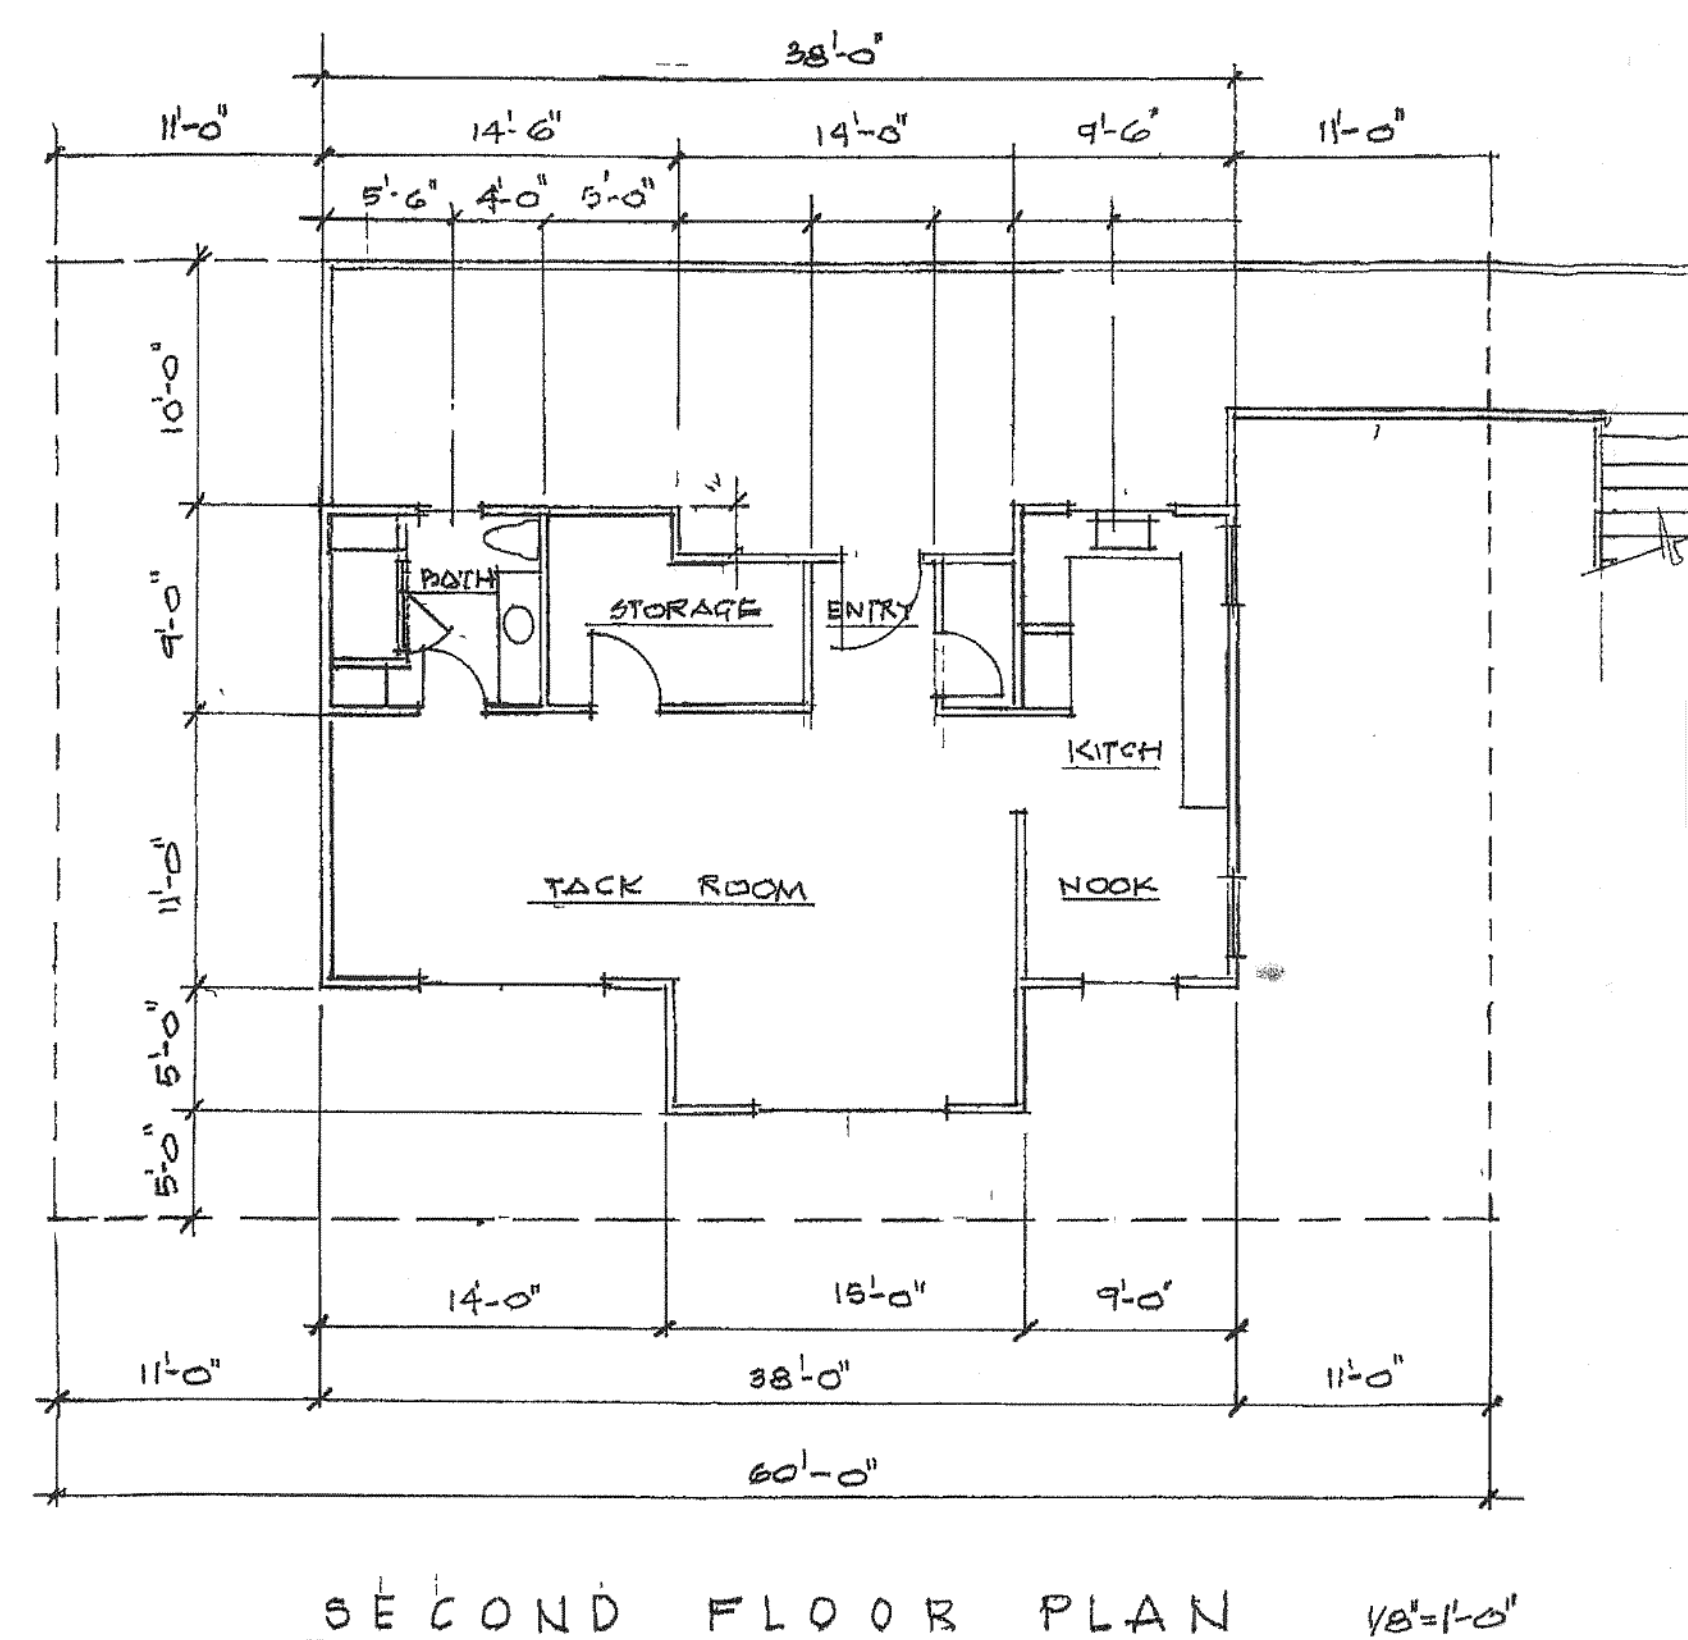 38'-0"
11'-0" 14'-6" 14'-0" 9'-6" 11'-0"
5'-6" 4'-0" 5'-0"
10'-0"
9'-0"
11'-0"
5'-0"
5'-0"
BATH
STORAGE
ENTRY
KITCH
TACK ROOM
NOOK
14'-0" 15'-0" 9'-0"
11'-0" 38'-0" 11'-0"
60'-0"
SECOND FLOOR PLAN 1/8"=1'-0"